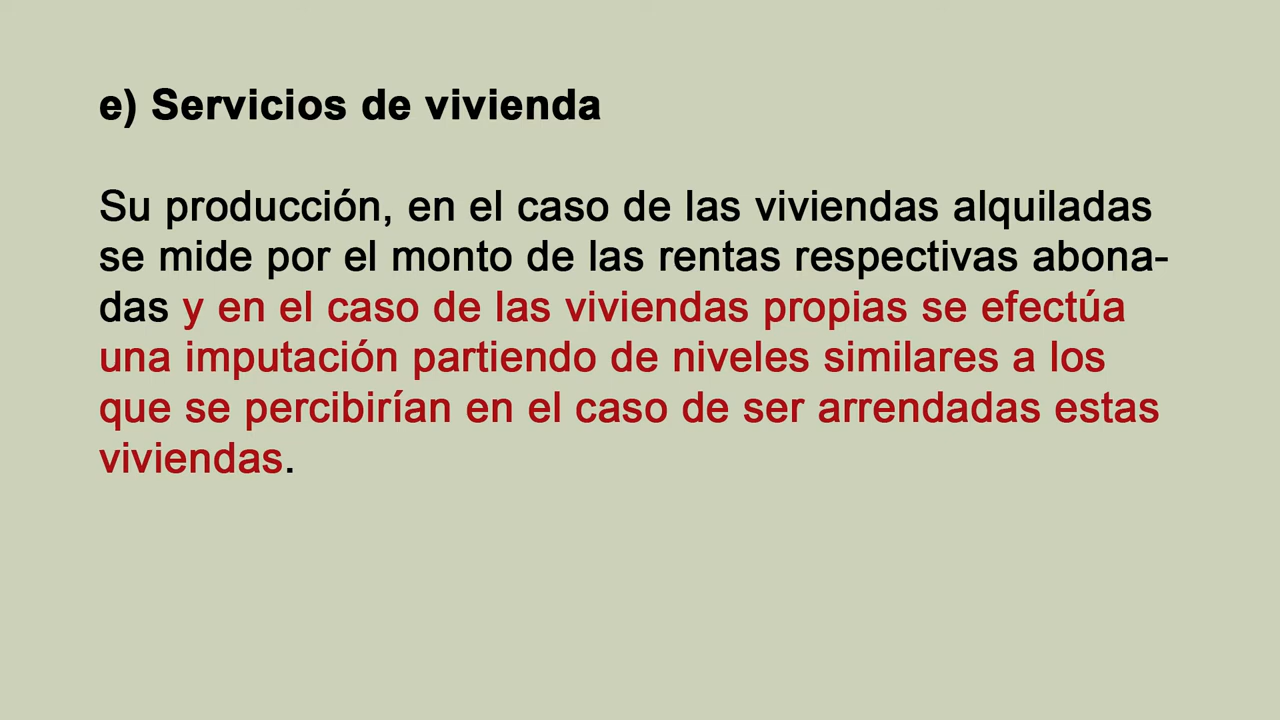 e) Servicios de vivienda
Su producción, en el caso de las viviendas alquiladas
se mide por el monto de las rentas respectivas abona-
das y en el caso de las viviendas propias se efectúa
una imputación partiendo de niveles similares a los
que se percibirían en el caso de ser arrendadas estas
viviendas.